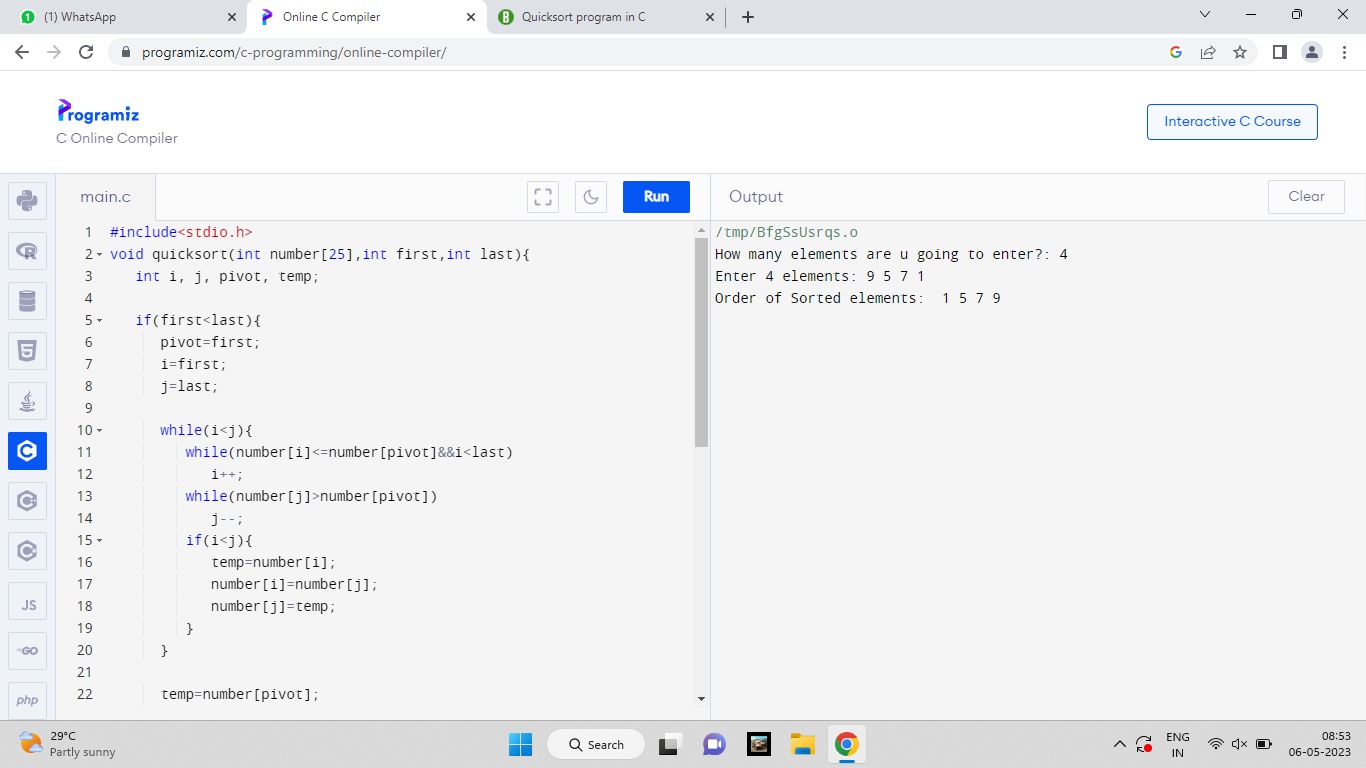 (1) WhatsApp
Online C Compiler
Quicksort program in C
programiz.com/c-programming/online-compiler/
Programiz
C Online Compiler
Interactive C Course
main.c
Run
Output
Clear
1 #include<stdio.h>
2 void quicksort(int number[25],int first,int last){
3 int i, j, pivot, temp;
4
5 if(first<last){
6 pivot=first;
7 i=first;
8 j=last;
9
10 while(i<j){
11 while(number[i]<=number[pivot]&&i<last)
12 i++;
13 while(number[j]>number[pivot])
14 j--;
15 if(i<j){
16 temp=number[i];
17 number[i]=number[j];
18 number[j]=temp;
19 }
20 }
21
22 temp=number[pivot];
/tmp/BfgSsUsrqs.o
How many elements are u going to enter?: 4
Enter 4 elements: 9 5 7 1
Order of Sorted elements:  1 5 7 9
JS
GO
php
29°C
Partly sunny
Search
ENG
IN
08:53
06-05-2023